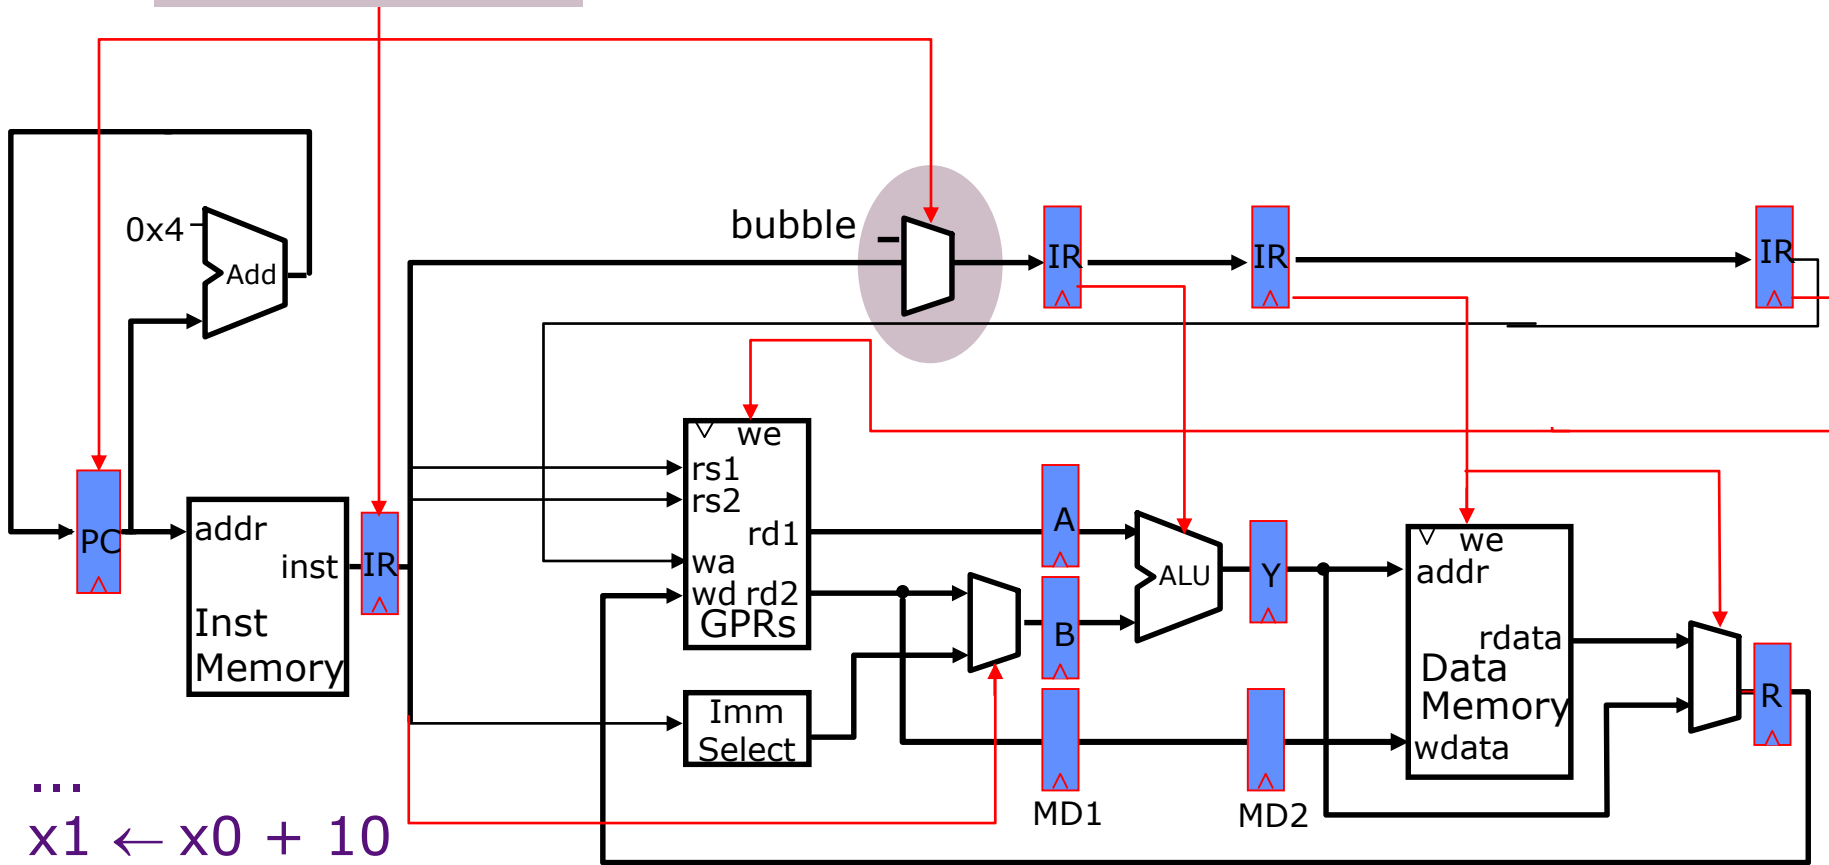 bubble
0x4
Add
IR
IR
IR
we
rs1
rs2
rd1
wa
wd rd2
GPRs
PC
addr
inst
Inst
Memory
IR
A
B
ALU
Y
we
addr
rdata
Data
Memory
wdata
R
Imm
Select
MD1
MD2
...
x1 ← x0 + 10